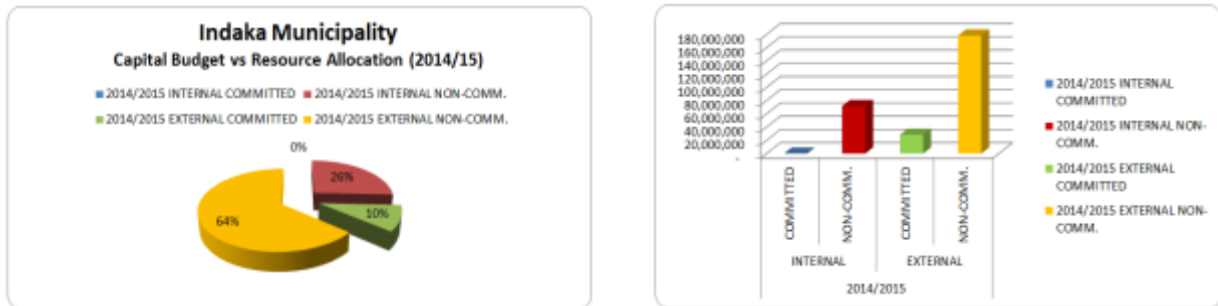 Indaka Municipality
Capital Budget vs Resource Allocation (2014/15)
2014/2015 INTERNAL COMMITTED 2014/2015 INTERNAL NON-COMM.
2014/2015 EXTERNAL COMMITTED 2014/2015 EXTERNAL NON-COMM.
0%
26%
10%
64%
180,000,000
160,000,000
140,000,000
120,000,000
100,000,000
80,000,000
60,000,000
40,000,000
20,000,000
-
COMMITTED
NON-COMM.
COMMITTED
NON-COMM.
INTERNAL
EXTERNAL
2014/2015
2014/2015 INTERNAL
COMMITTED
2014/2015 INTERNAL NON-
COMM.
2014/2015 EXTERNAL
COMMITTED
2014/2015 EXTERNAL NON-
COMM.